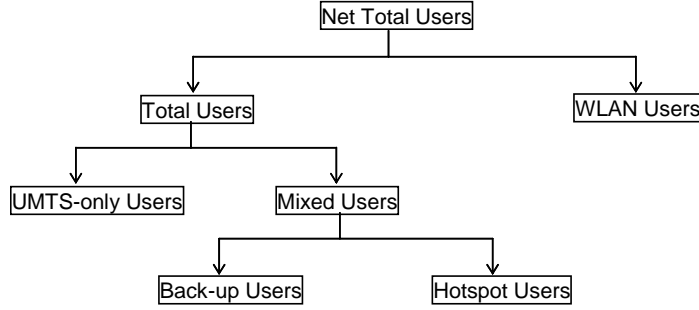 Net Total Users
Total Users
WLAN Users
UMTS-only Users
Mixed Users
Back-up Users
Hotspot Users